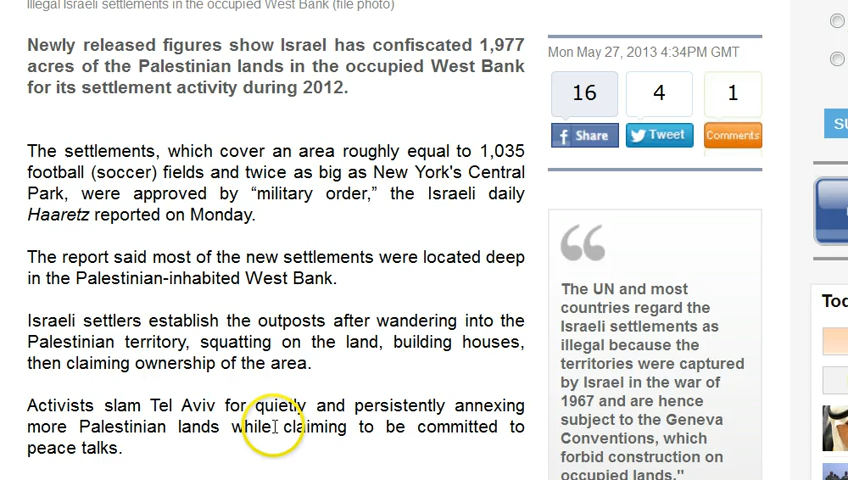 Illegal Israeli settlements in the occupied West Bank (file photo)
Newly released figures show Israel has confiscated 1,977
acres of the Palestinian lands in the occupied West Bank
for its settlement activity during 2012.
The settlements, which cover an area roughly equal to 1,035
football (soccer) fields and twice as big as New York's Central
Park, were approved by “military order,” the Israeli daily
Haaretz reported on Monday.
The report said most of the new settlements were located deep
in the Palestinian-inhabited West Bank.
Israeli settlers establish the outposts after wandering into the
Palestinian territory, squatting on the land, building houses,
then claiming ownership of the area.
Activists slam Tel Aviv for quietly and persistently annexing
more Palestinian lands while claiming to be committed to
peace talks.
Mon May 27, 2013 4:34PM GMT
16 4 1
f Share Tweet Comments
The UN and most
countries regard the
Israeli settlements as
illegal because the
territories were captured
by Israel in the war of
1967 and are hence
subject to the Geneva
Conventions, which
forbid construction on
occupied lands."
SU
Too